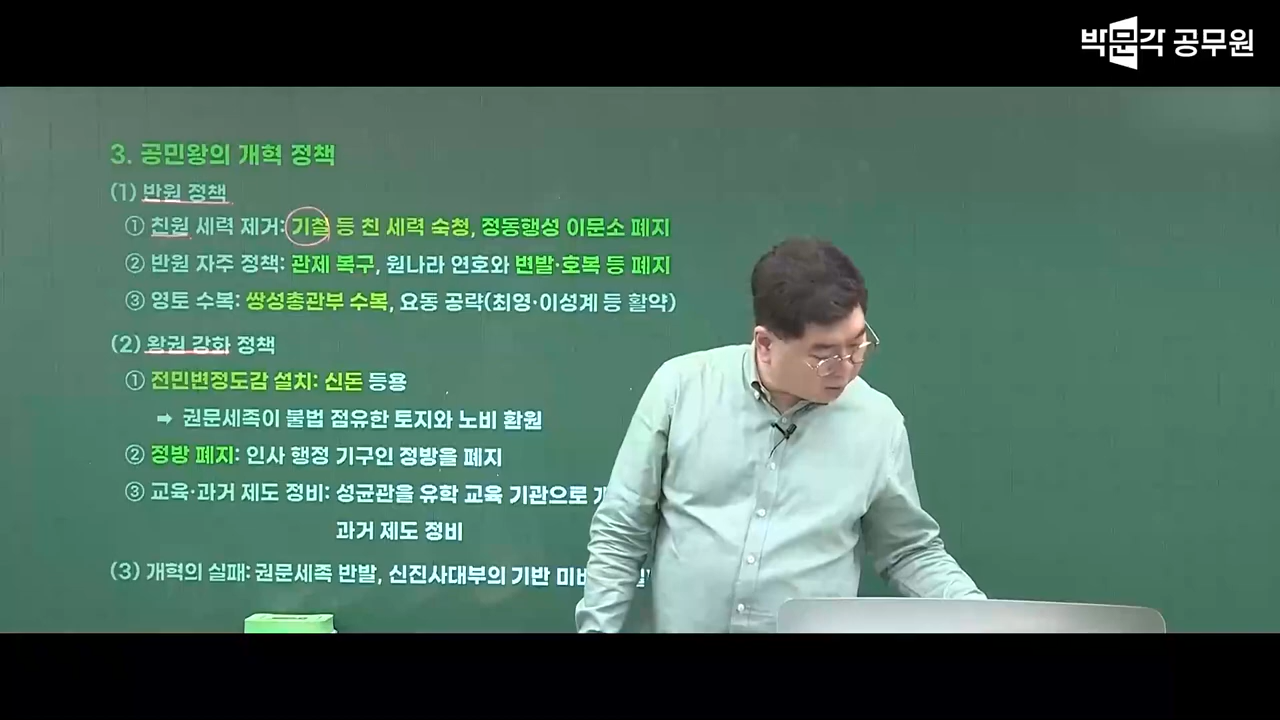 박문각 공무원
3. 공민왕의 개혁 정책
(1) 반원 정책
① 친원 세력 제거: 기철 등 친 세력 숙청, 정동행성 이문소 폐지
② 반원 자주 정책: 관제 복구, 원나라 연호와 변발·호복 등 폐지
③ 영토 수복: 쌍성총관부 수복, 요동 공략(최영·이성계 등 활약)
(2) 왕권 강화 정책
① 전민변정도감 설치: 신돈 등용
➡ 권문세족이 불법 점유한 토지와 노비 환원
② 정방 폐지: 인사 행정 기구인 정방을 폐지
③ 교육·과거 제도 정비: 성균관을 유학 교육 기관으로
과거 제도 정비
(3) 개혁의 실패: 권문세족 반발, 신진사대부의 기반